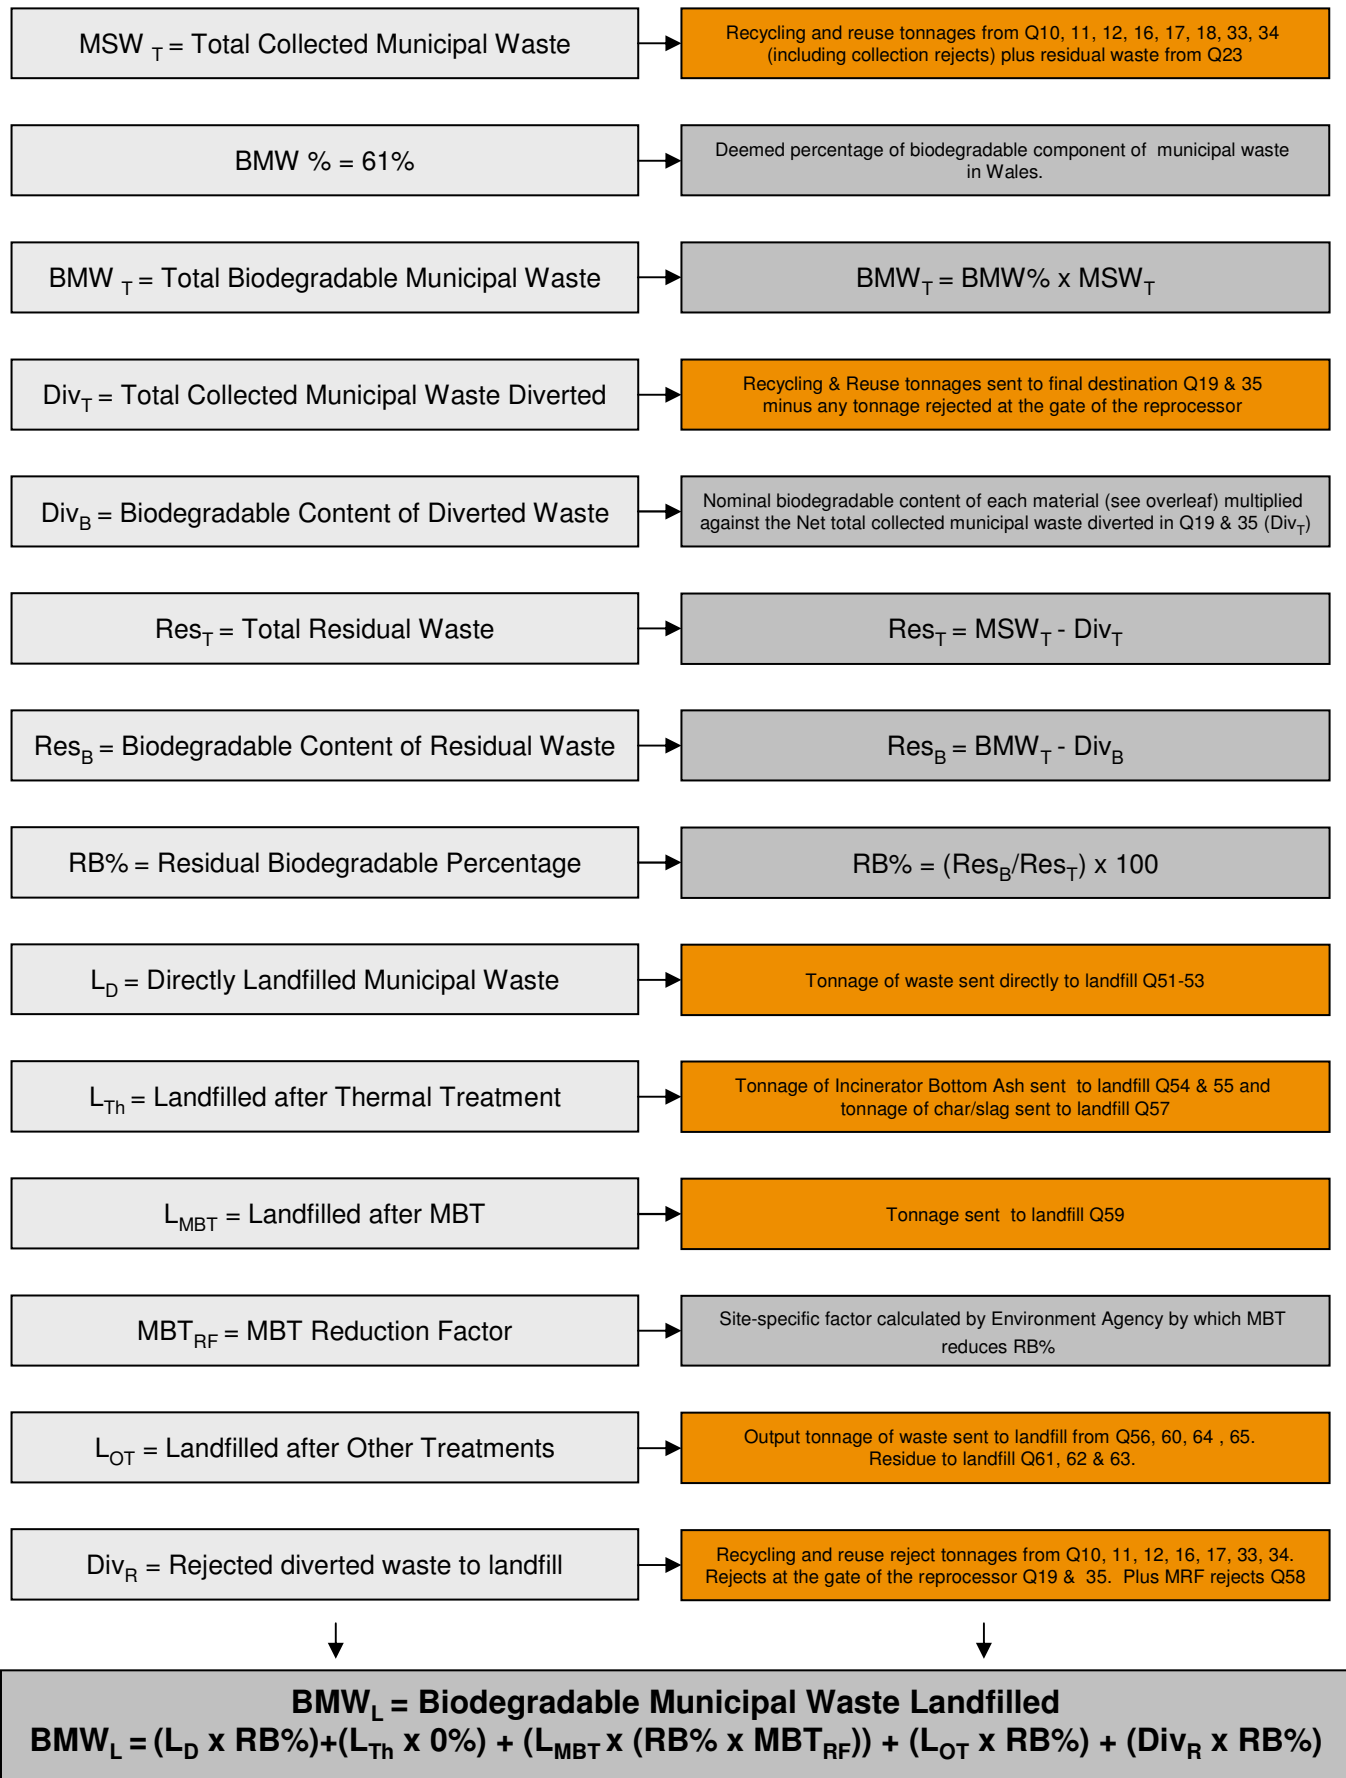 MSW T = Total Collected Municipal Waste
Recycling and reuse tonnages from Q10, 11, 12, 16, 17, 18, 33, 34
(including collection rejects) plus residual waste from Q23
BMW % = 61%
Deemed percentage of biodegradable component of municipal waste
in Wales.
BMW T = Total Biodegradable Municipal Waste
BMWT = BMW% x MSWT
DivT = Total Collected Municipal Waste Diverted
Recycling & Reuse tonnages sent to final destination Q19 & 35
minus any tonnage rejected at the gate of the reprocessor
DivB = Biodegradable Content of Diverted Waste
Nominal biodegradable content of each material (see overleaf) multiplied
against the Net total collected municipal waste diverted in Q19 & 35 (DivT)
ResT = Total Residual Waste
ResT = MSWT - DivT
ResB = Biodegradable Content of Residual Waste
ResB = BMWT - DivB
RB% = Residual Biodegradable Percentage
RB% = (ResB/ResT) x 100
LD = Directly Landfilled Municipal Waste
Tonnage of waste sent directly to landfill Q51-53
LTh = Landfilled after Thermal Treatment
Tonnage of Incinerator Bottom Ash sent to landfill Q54 & 55 and
tonnage of char/slag sent to landfill Q57
LMBT = Landfilled after MBT
Tonnage sent to landfill Q59
MBTRF = MBT Reduction Factor
Site-specific factor calculated by Environment Agency by which MBT
reduces RB%
LOT = Landfilled after Other Treatments
Output tonnage of waste sent to landfill from Q56, 60, 64 , 65.
Residue to landfill Q61, 62 & 63.
DivR = Rejected diverted waste to landfill
Recycling and reuse reject tonnages from Q10, 11, 12, 16, 17, 33, 34.
Rejects at the gate of the reprocessor Q19 & 35. Plus MRF rejects Q58
BMWL = Biodegradable Municipal Waste Landfilled
BMWL = (LD x RB%)+(LTh x 0%) + (LMBT x (RB% x MBTRF)) + (LOT x RB%) + (DivR x RB%)